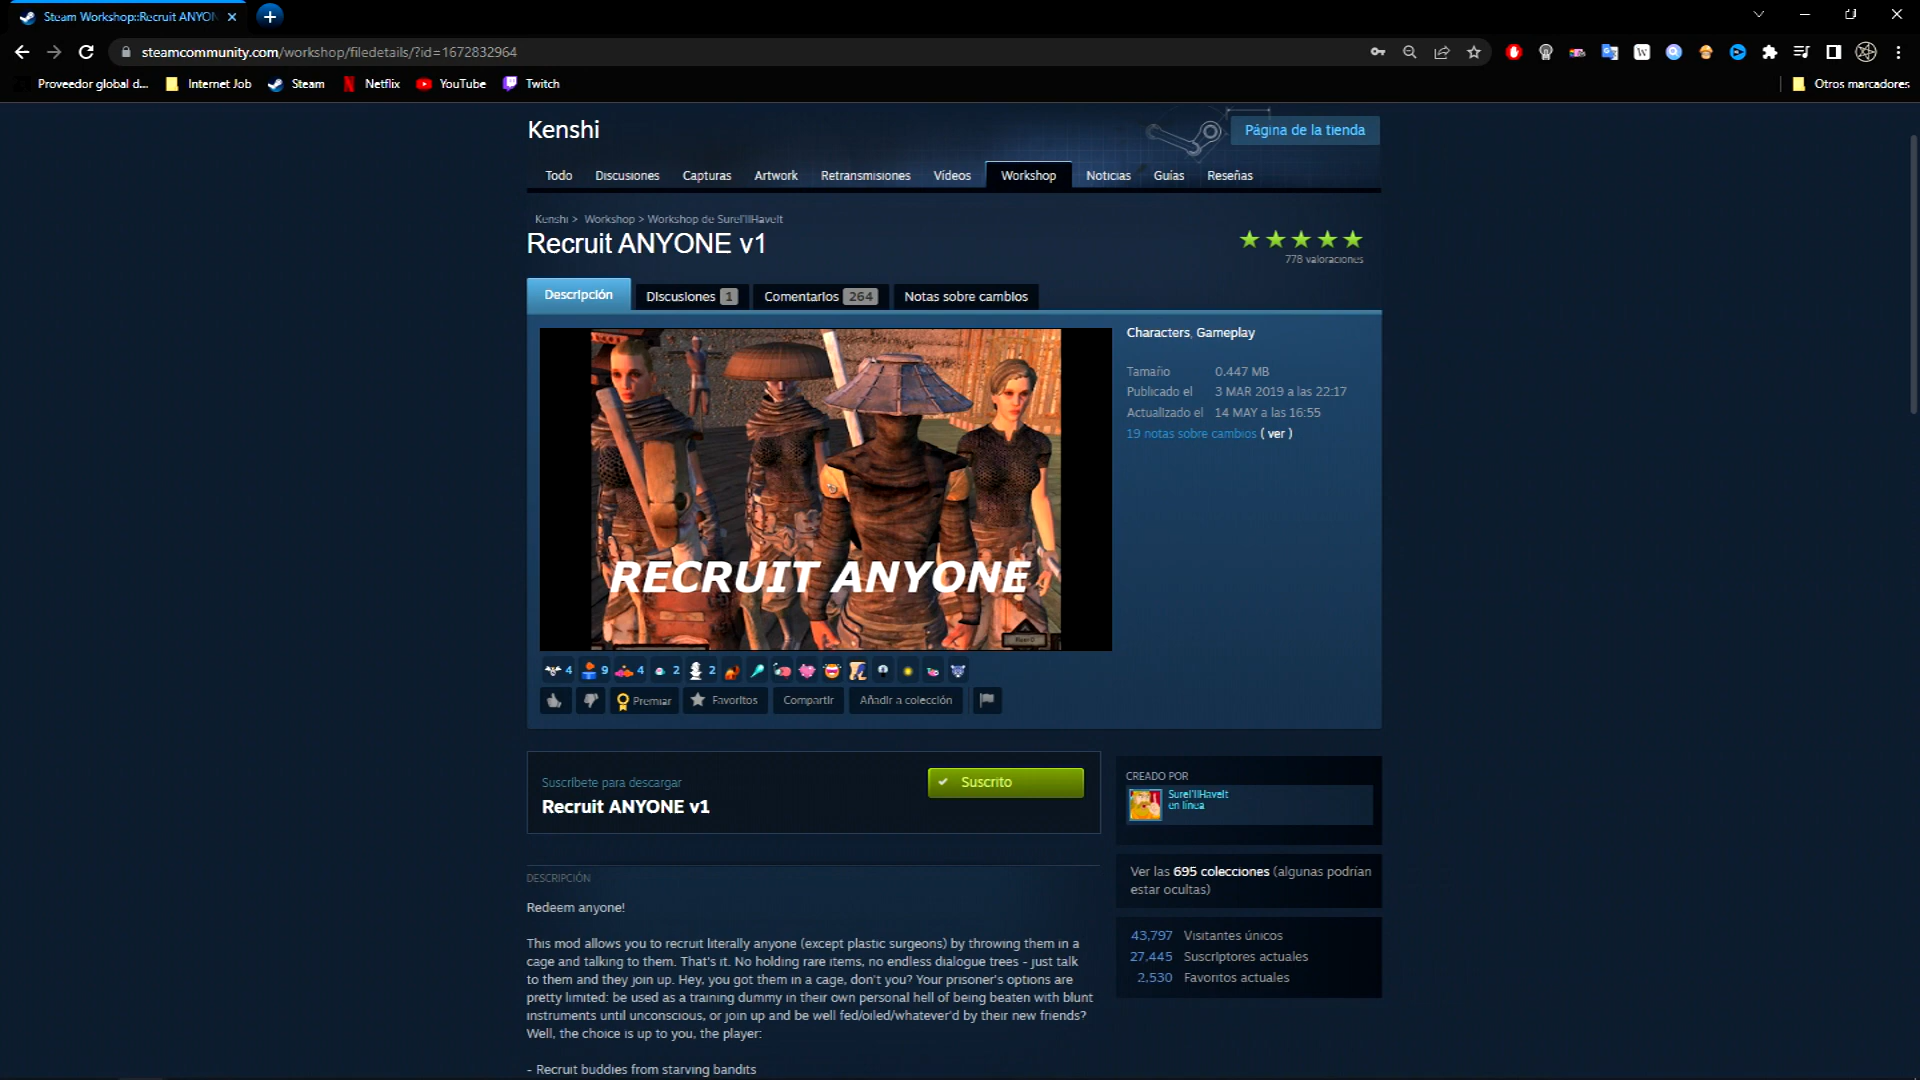 Steam Workshop::Recruit ANYON
steamcommunity.com/workshop/filedetails/?id=1672832964
Proveedor global d...
Internet Job
Steam
Netflix
YouTube
Twitch
Otros marcadores
Kenshi
Página de la tienda
Todo
Discusiones
Capturas
Artwork
Retransmisiones
Vídeos
Workshop
Noticias
Guías
Reseñas
Kenshi > Workshop > Workshop de SureI'llHaveIt
Recruit ANYONE v1
778 valoraciones
Descripción
Discusiones 1
Comentarios 264
Notas sobre cambios
RECRUIT ANYONE
Characters, Gameplay
Tamaño 0.447 MB
Publicado el 3 MAR 2019 a las 22:17
Actualizado el 14 MAY a las 16:55
19 notas sobre cambios ( ver )
4 9 4 2 2
Premiar
Favoritos
Compartir
Añadir a colección
Suscríbete para descargar
Recruit ANYONE v1
Suscrito
CREADO POR
SureI'llHaveIt
en línea
Ver las 695 colecciones (algunas podrían
estar ocultas)
43,797 Visitantes únicos
27,445 Suscriptores actuales
2,530 Favoritos actuales
DESCRIPCIÓN
Redeem anyone!
This mod allows you to recruit literally anyone (except plastic surgeons) by throwing them in a
cage and talking to them. That's it. No holding rare items, no endless dialogue trees - just talk
to them and they join up. Hey, you got them in a cage, don't you? Your prisoner's options are
pretty limited: be used as a training dummy in their own personal hell of being beaten with blunt
instruments until unconscious, or join up and be well fed/oiled/whatever'd by their new friends?
Well, the choice is up to you, the player:
- Recruit buddies from starving bandits